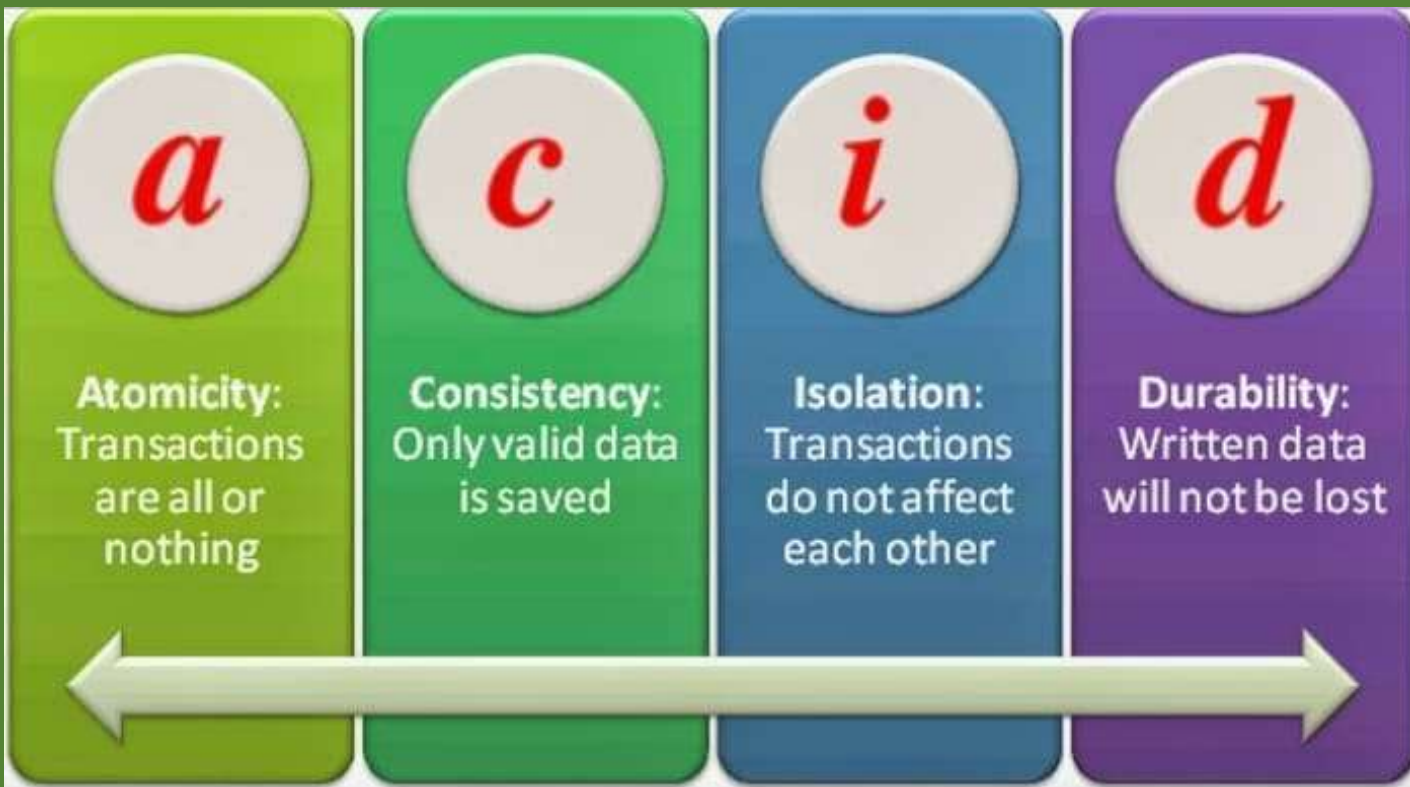 a
Atomicity:
Transactions
are all or
nothing
c
Consistency:
Only valid data
is saved
i
Isolation:
Transactions
do not affect
each other
d
Durability:
Written data
will not be lost